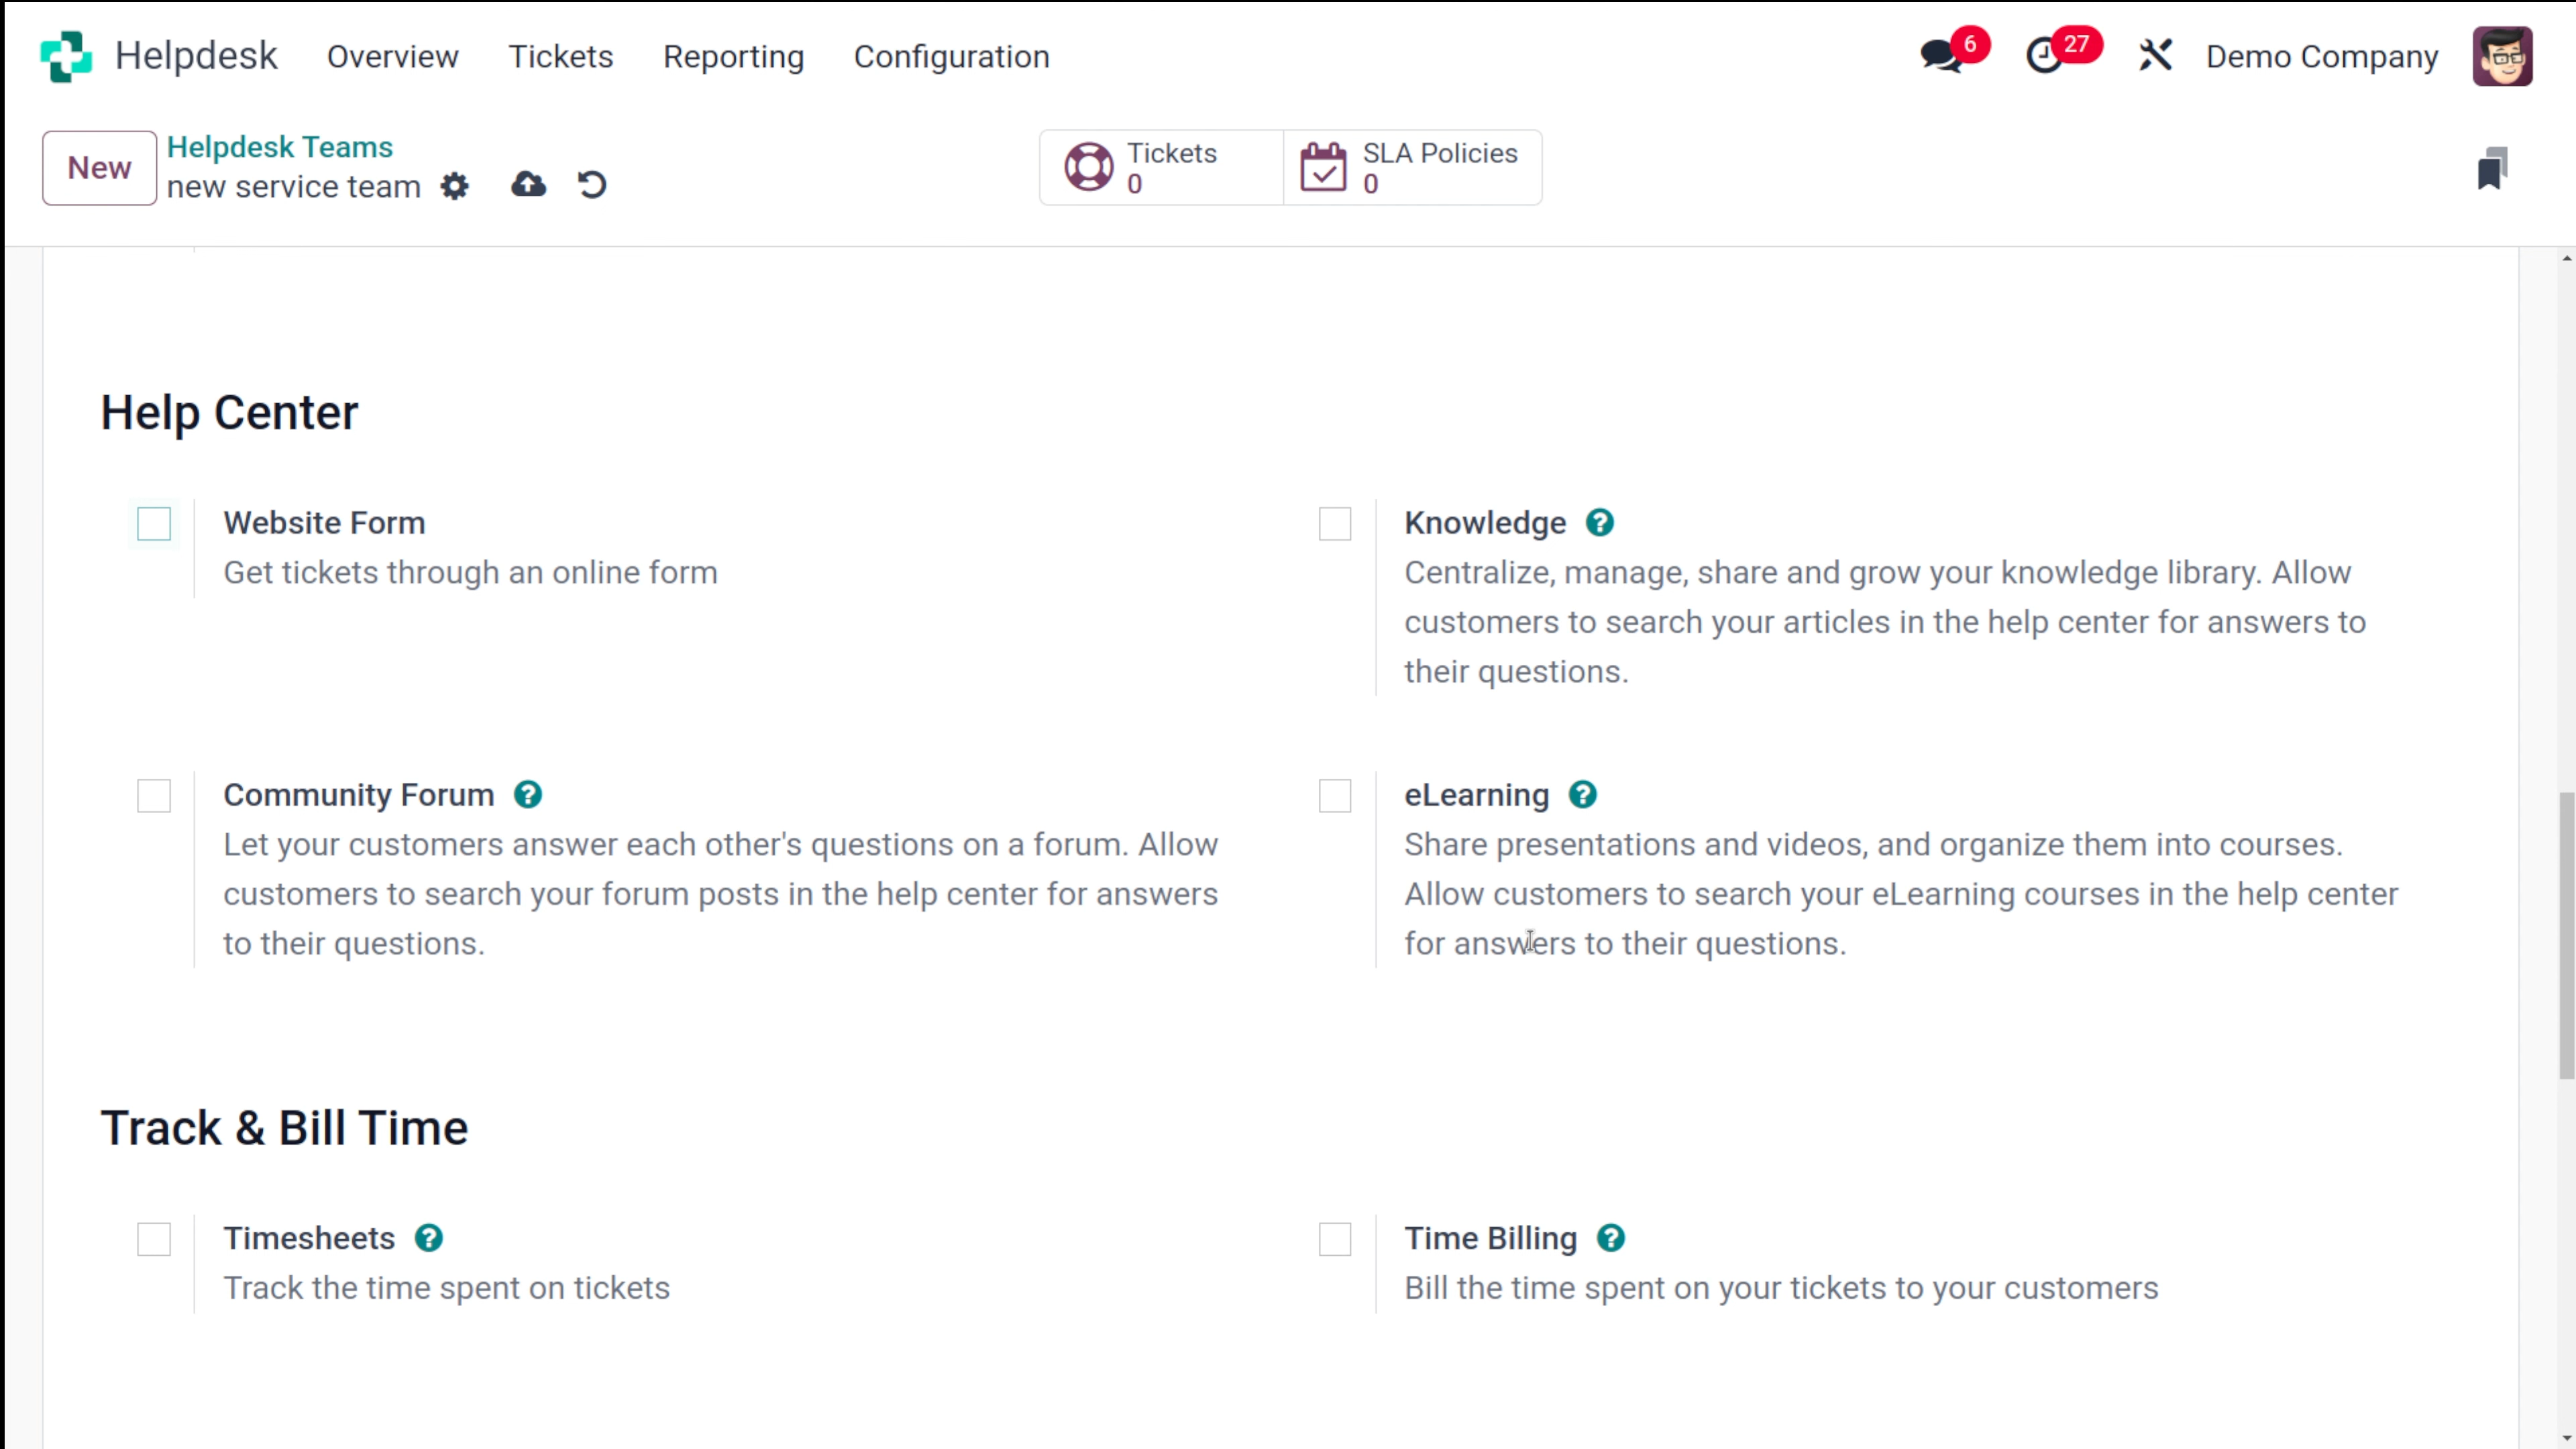 Helpdesk Overview Tickets Reporting Configuration 6 27 Demo Company
New
Helpdesk Teams
new service team
Tickets
0
SLA Policies
0
Help Center
Website Form
Get tickets through an online form
Knowledge ?
Centralize, manage, share and grow your knowledge library. Allow
customers to search your articles in the help center for answers to
their questions.
Community Forum ?
Let your customers answer each other's questions on a forum. Allow
customers to search your forum posts in the help center for answers
to their questions.
eLearning ?
Share presentations and videos, and organize them into courses.
Allow customers to search your eLearning courses in the help center
for answers to their questions.
Track & Bill Time
Timesheets ?
Track the time spent on tickets
Time Billing ?
Bill the time spent on your tickets to your customers